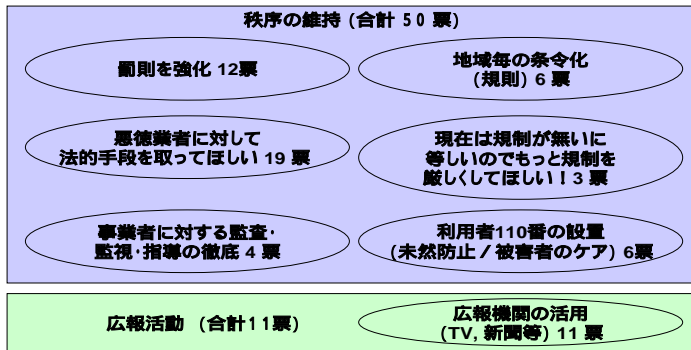 秩序の維持 (合計 50 票)
罰則を強化 12票
地域毎の条令化
(規則) 6 票
悪徳業者に対して
法的手段を取ってほしい 19 票
現在は規制が無いに
等しいのでもっと規制を
厳しくしてほしい！3 票
事業者に対する監査・
監視・指導の徹底 4 票
利用者110番の設置
(未然防止 / 被害者のケア) 6票
広報活動 (合計11票)
広報機関の活用
(TV, 新聞等) 11 票